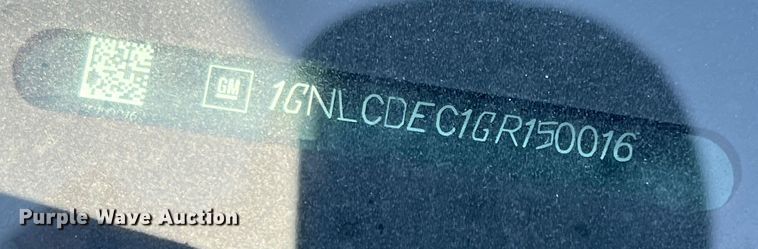 GM 1GNLCDEC1GR150016
Purple Wave Auction